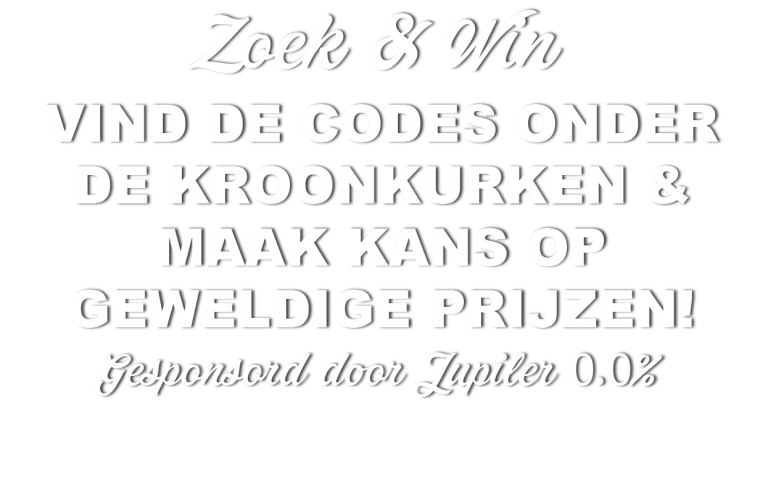 Zoek & Win
VIND DE CODES ONDER
DE KROONKURKEN &
MAAK KANS OP
GEWELDIGE PRIJZEN!
Gesponsord door Jupiler 0.0%